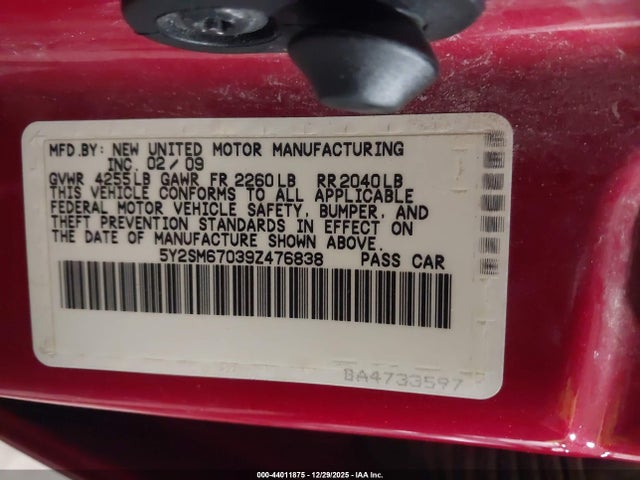 MFD.BY: NEW UNITED MOTOR MANUFACTURING
INC. 02/09
GVWR 4255LB GAWR FR 2260LB RR2040LB
THIS VEHICLE CONFORMS TO ALL APPLICABLE
FEDERAL MOTOR VEHICLE SAFETY, BUMPER, AND
THEFT PREVENTION STANDARDS IN EFFECT ON
THE DATE OF MANUFACTURE SHOWN ABOVE.
5Y2SM67039Z476838 PASS CAR
BA4733597
000-44011875 | 12/29/2025 | IAA Inc.